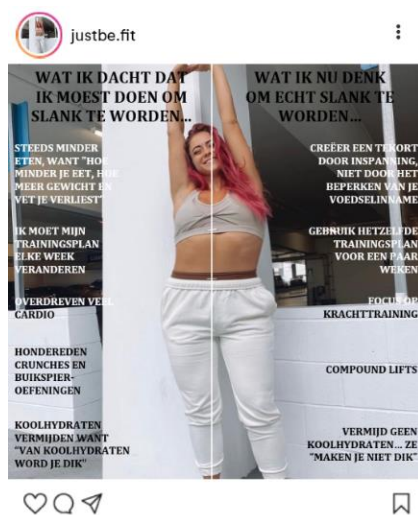 justbe.fit
WAT IK DACHT DAT
IK MOEST DOEN OM
SLANK TE WORDEN...
STEEDS MINDER
ETEN, WANT "HOE
MINDER JE EET, HOE
MEER GEWICHT EN
VET JE VERLIEST"
IK MOET MIJN
TRAININGSPLAN
ELKE WEEK
VERANDEREN
OVERDREVEN VEEL
CARDIO
HONDEREDEN
CRUNCHES EN
BUIKSPIER-
OEFENINGEN
KOOLHYDRATEN
VERMIJDEN WANT
"VAN KOOLHYDRATEN
WORD JE DIK"
WAT IK NU DENK
OM ECHT SLANK TE
WORDEN...
CREËER EEN TEKORT
DOOR INSPANNING,
NIET DOOR HET
BEPERKEN VAN JE
VOEDSELINNAME
GEBRUIK HETZELFDE
TRAININGSPLAN
VOOR EEN PAAR
WEKEN
FOCUS OP
KRACHTTRAINING
COMPOUND LIFTS
VERMIJD GEEN
KOOLHYDRATEN... ZE
"MAKEN JE NIET DIK"